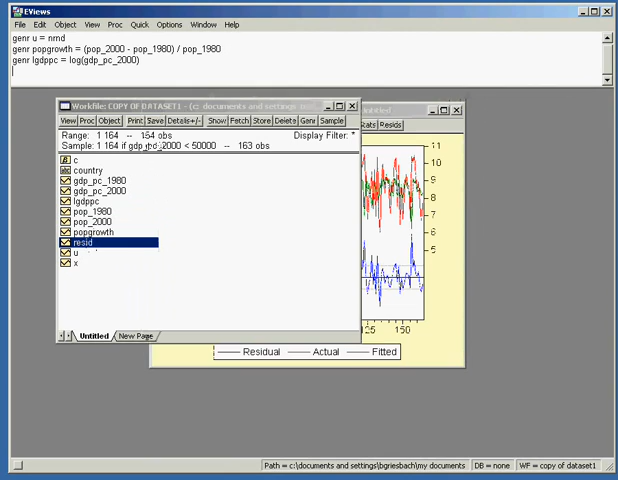 EViews
File Edit Object View Proc Quick Options Window Help
genr u = nrnd
genr popgrowth = (pop_2000 - pop_1980) / pop_1980
genr lgdppc = log(gdp_pc_2000)
Workfile: COPY OF DATASET1 - (c: documents and settings
Untitled
View Proc Object Print Save Details+/- Show Fetch Store Delete Genr Sample
Stats Resids
Range: 1 164 -- 164 obs Display Filter: *
Sample: 1 164 if gdp_pc_2000 < 50000 -- 163 obs
c
country
gdp_pc_1980
gdp_pc_2000
lgdppc
pop_1980
pop_2000
popgrowth
resid
u
x
11
10
9
8
7
6
5
125 150
Untitled New Page
Residual Actual Fitted
Path = c:\documents and settings\bgriesbach\my documents DB = none WF = copy of dataset1